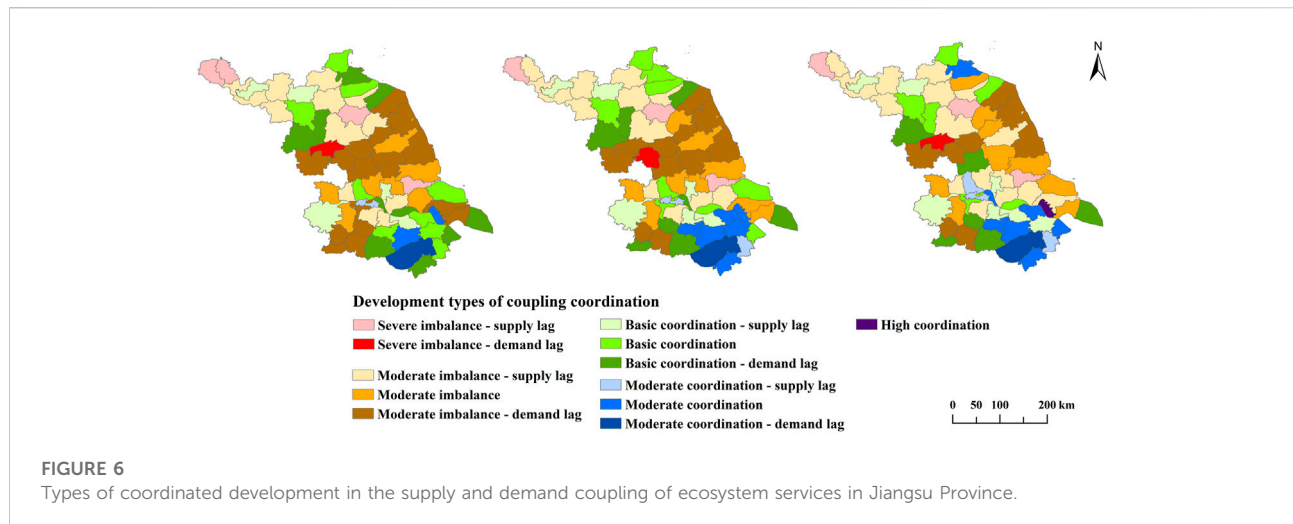 N
Development types of coupling coordination
Severe imbalance - supply lag
Severe imbalance - demand lag
Moderate imbalance - supply lag
Moderate imbalance
Moderate imbalance - demand lag
Basic coordination - supply lag
Basic coordination
Basic coordination - demand lag
Moderate coordination - supply lag
Moderate coordination
Moderate coordination - demand lag
High coordination
0 50 100 200 km
FIGURE 6
Types of coordinated development in the supply and demand coupling of ecosystem services in Jiangsu Province.